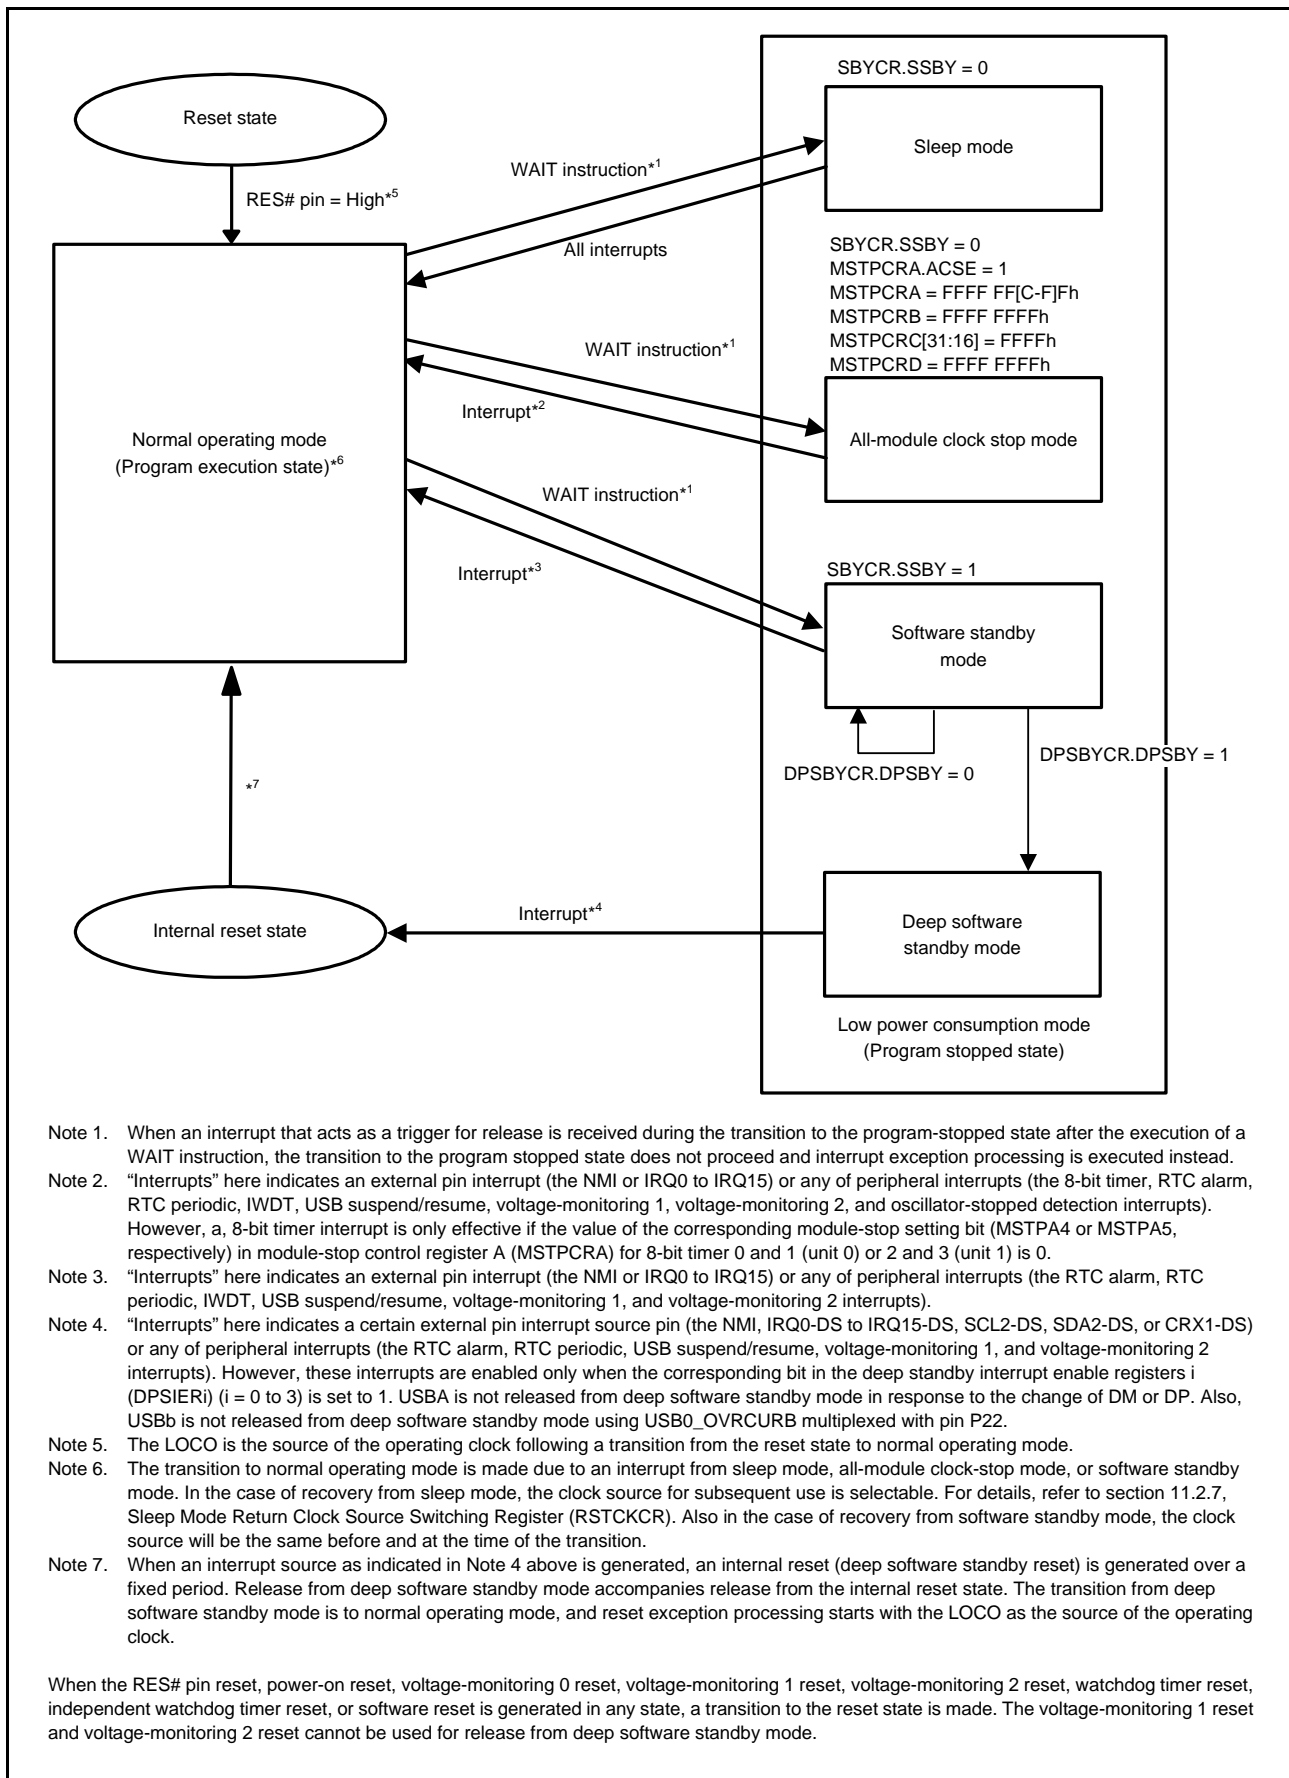 SBYCR.SSBY = 0
Reset state
Sleep mode
WAIT instruction*1
RES# pin = High*5
All interrupts
SBYCR.SSBY = 0
MSTPCRA.ACSE = 1
MSTPCRA = FFFF FF[C-F]Fh
MSTPCRB = FFFF FFFFh
MSTPCRC[31:16] = FFFFh
MSTPCRD = FFFF FFFFh
WAIT instruction*1
Interrupt*2
All-module clock stop mode
Normal operating mode
(Program execution state)*6
WAIT instruction*1
Interrupt*3
SBYCR.SSBY = 1
Software standby
mode
DPSBYCR.DPSBY = 1
DPSBYCR.DPSBY = 0
*7
Interrupt*4
Internal reset state
Deep software
standby mode
Low power consumption mode
(Program stopped state)
Note 1. When an interrupt that acts as a trigger for release is received during the transition to the program-stopped state after the execution of a
WAIT instruction, the transition to the program stopped state does not proceed and interrupt exception processing is executed instead.
Note 2. “Interrupts” here indicates an external pin interrupt (the NMI or IRQ0 to IRQ15) or any of peripheral interrupts (the 8-bit timer, RTC alarm,
RTC periodic, IWDT, USB suspend/resume, voltage-monitoring 1, voltage-monitoring 2, and oscillator-stopped detection interrupts).
However, a, 8-bit timer interrupt is only effective if the value of the corresponding module-stop setting bit (MSTPA4 or MSTPA5,
respectively) in module-stop control register A (MSTPCRA) for 8-bit timer 0 and 1 (unit 0) or 2 and 3 (unit 1) is 0.
Note 3. “Interrupts” here indicates an external pin interrupt (the NMI or IRQ0 to IRQ15) or any of peripheral interrupts (the RTC alarm, RTC
periodic, IWDT, USB suspend/resume, voltage-monitoring 1, and voltage-monitoring 2 interrupts).
Note 4. “Interrupts” here indicates a certain external pin interrupt source pin (the NMI, IRQ0-DS to IRQ15-DS, SCL2-DS, SDA2-DS, or CRX1-DS)
or any of peripheral interrupts (the RTC alarm, RTC periodic, USB suspend/resume, voltage-monitoring 1, and voltage-monitoring 2
interrupts). However, these interrupts are enabled only when the corresponding bit in the deep standby interrupt enable registers i
(DPSIERi) (i = 0 to 3) is set to 1. USBA is not released from deep software standby mode in response to the change of DM or DP. Also,
USBb is not released from deep software standby mode using USB0_OVRCURB multiplexed with pin P22.
Note 5. The LOCO is the source of the operating clock following a transition from the reset state to normal operating mode.
Note 6. The transition to normal operating mode is made due to an interrupt from sleep mode, all-module clock-stop mode, or software standby
mode. In the case of recovery from sleep mode, the clock source for subsequent use is selectable. For details, refer to section 11.2.7,
Sleep Mode Return Clock Source Switching Register (RSTCKCR). Also in the case of recovery from software standby mode, the clock
source will be the same before and at the time of the transition.
Note 7. When an interrupt source as indicated in Note 4 above is generated, an internal reset (deep software standby reset) is generated over a
fixed period. Release from deep software standby mode accompanies release from the internal reset state. The transition from deep
software standby mode is to normal operating mode, and reset exception processing starts with the LOCO as the source of the operating
clock.
When the RES# pin reset, power-on reset, voltage-monitoring 0 reset, voltage-monitoring 1 reset, voltage-monitoring 2 reset, watchdog timer reset,
independent watchdog timer reset, or software reset is generated in any state, a transition to the reset state is made. The voltage-monitoring 1 reset
and voltage-monitoring 2 reset cannot be used for release from deep software standby mode.